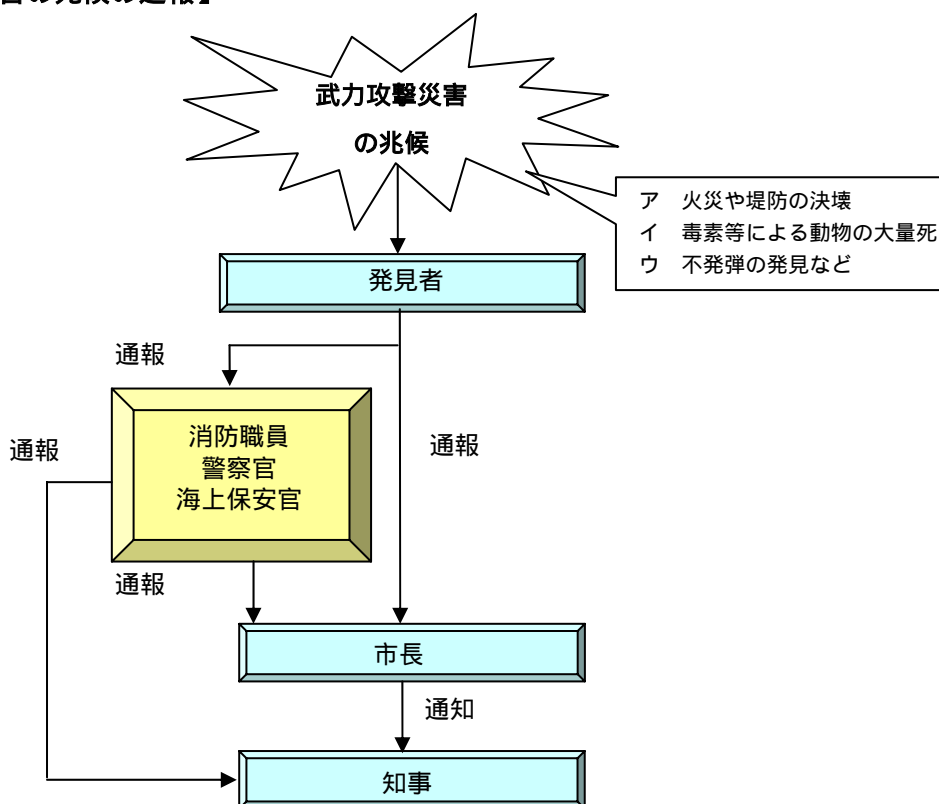 武力攻撃災害
の兆候
ア 火災や堤防の決壊
イ 毒素等による動物の大量死
ウ 不発弾の発見など
発見者
通報
通報
消防職員
警察官
海上保安官
通報
通報
市長
通知
知事